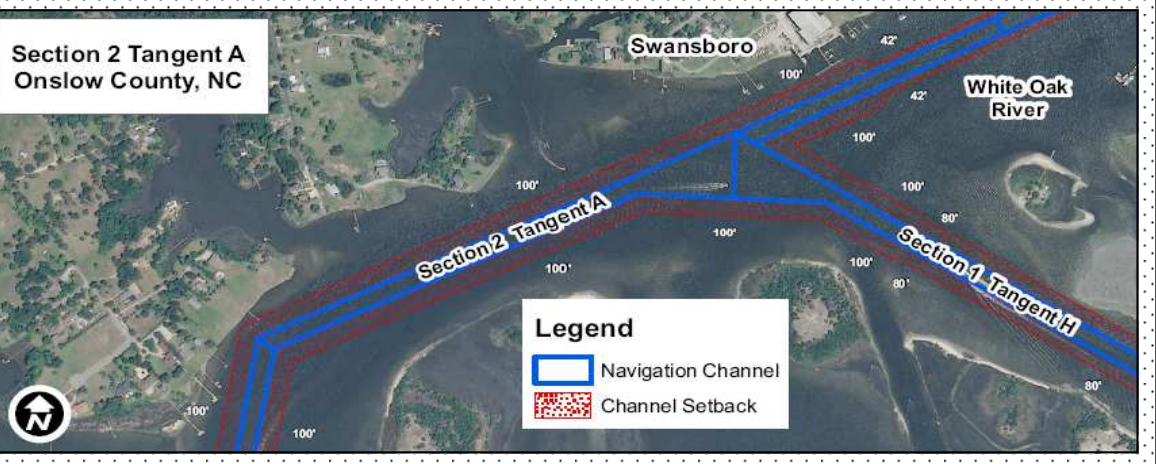 Section 2 Tangent A
Onslow County, NC
Swansboro
42'
100'
White Oak
River
42'
100'
100'
100'
80'
Section 2 Tangent A
100'
Section 1 Tangent H
100'
100'
80'
Legend
Navigation Channel
Channel Setback
80'
100'
100'
N